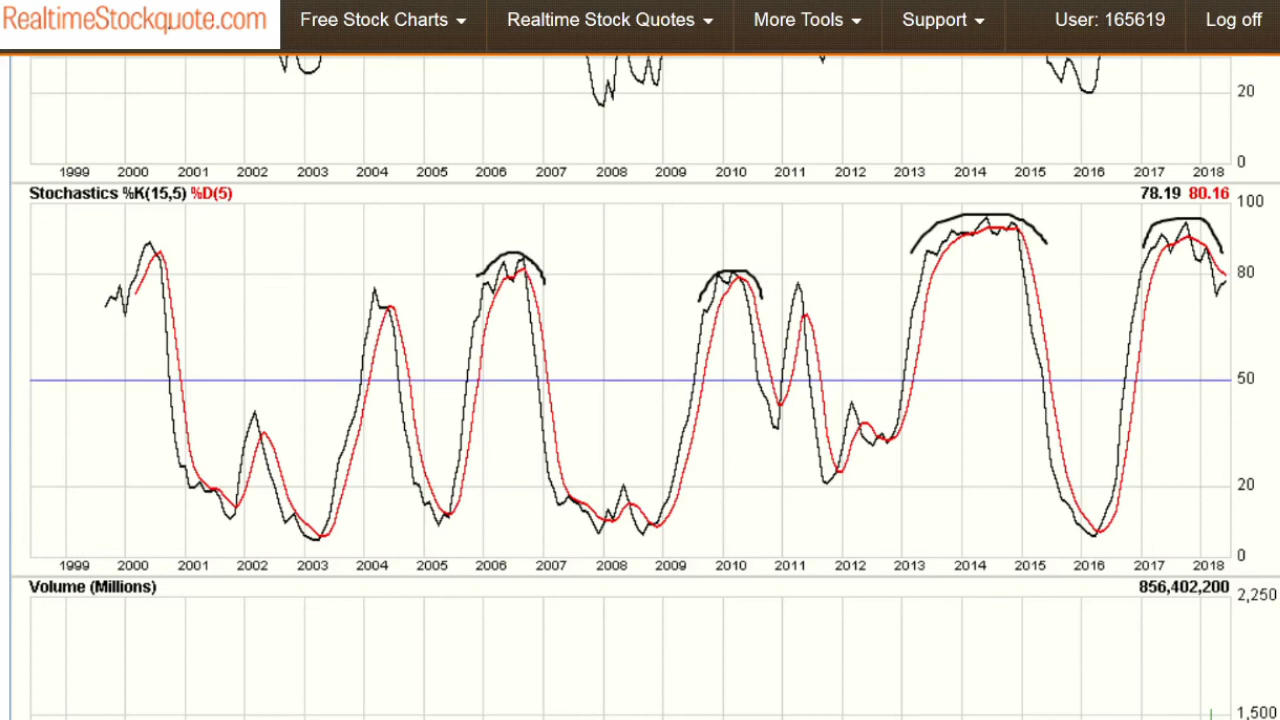 RealtimeStockquote.com Free Stock Charts Realtime Stock Quotes More Tools Support User: 165619 Log off
20
0
1999 2000 2001 2002 2003 2004 2005 2006 2007 2008 2009 2010 2011 2012 2013 2014 2015 2016 2017 2018
Stochastics %K(15,5) %D(5) 78.19 80.16
100
80
50
20
0
1999 2000 2001 2002 2003 2004 2005 2006 2007 2008 2009 2010 2011 2012 2013 2014 2015 2016 2017 2018
Volume (Millions) 856,402,200
2,250
1,500